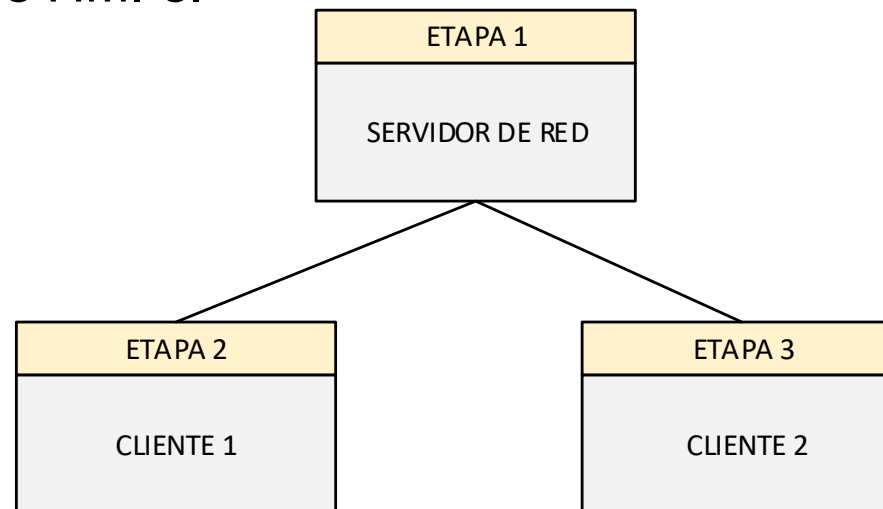 ETAPA 1
SERVIDOR DE RED
ETAPA 2
ETAPA 3
CLIENTE 1
CLIENTE 2